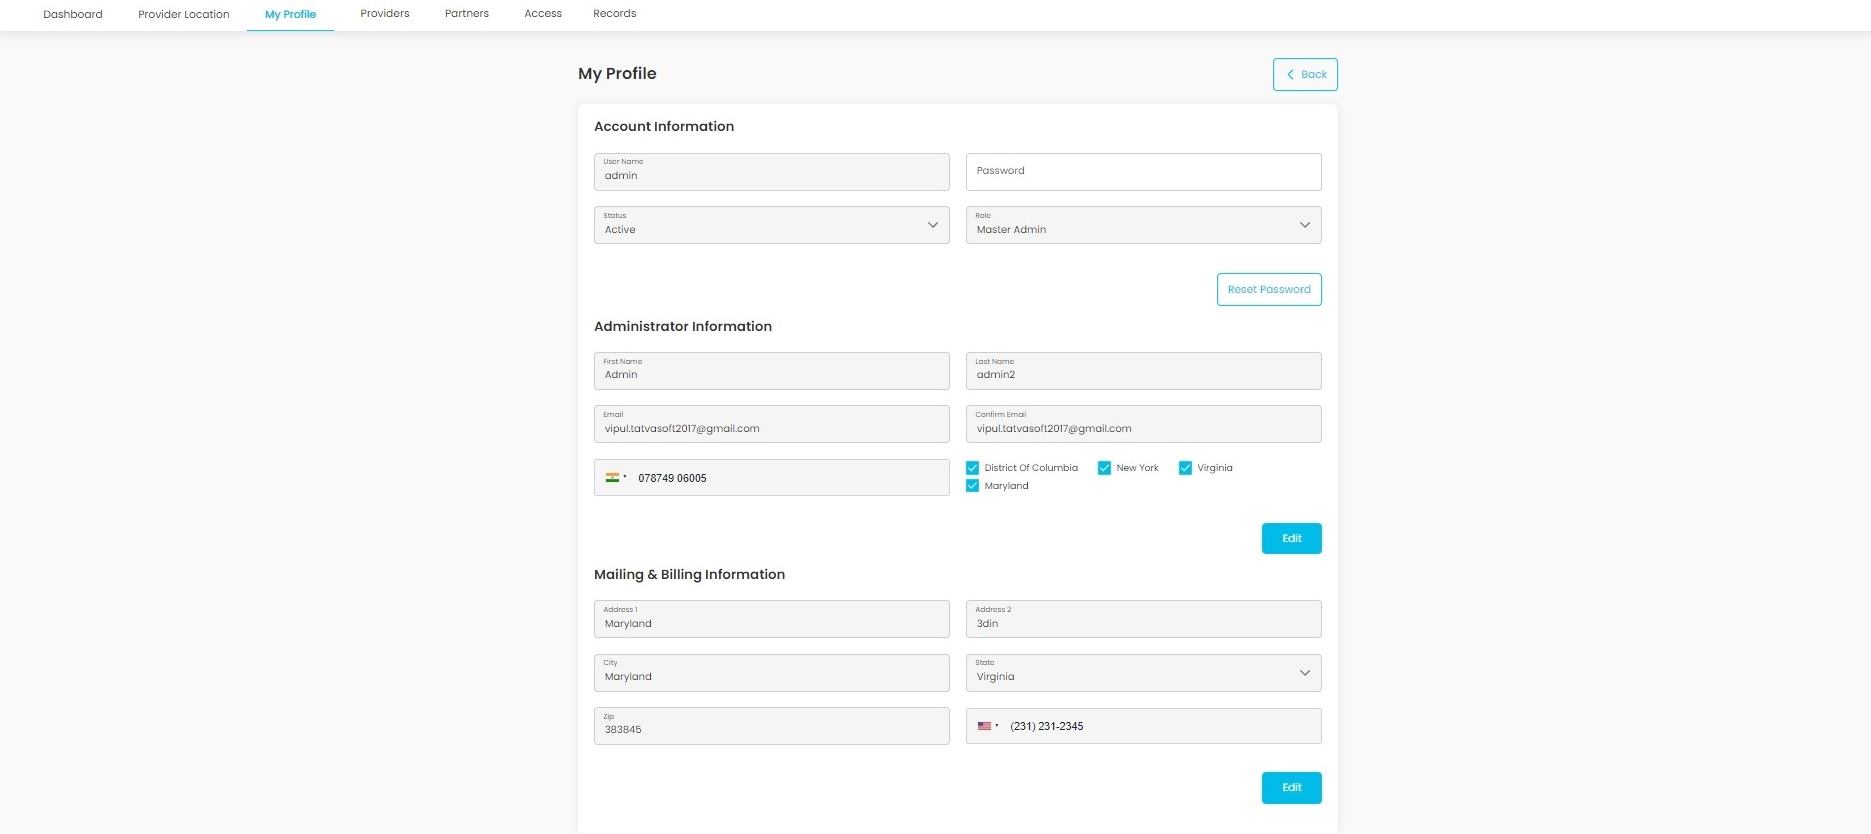 Dashboard Provider Location My Profile Providers Partners Access Records
My Profile Back
Account Information
User Name
admin Password
Status Role
Active Master Admin
Reset Password
Administrator Information
First Name Last Name
Admin admin2
Email Confirm Email
vipul.tatvasoft2017@gmail.com vipul.tatvasoft2017@gmail.com
078749 06005 District Of Columbia New York Virginia
Maryland
Edit
Mailing & Billing Information
Address 1 Address 2
Maryland 3din
City State
Maryland Virginia
Zip
383845 (231) 231-2345
Edit